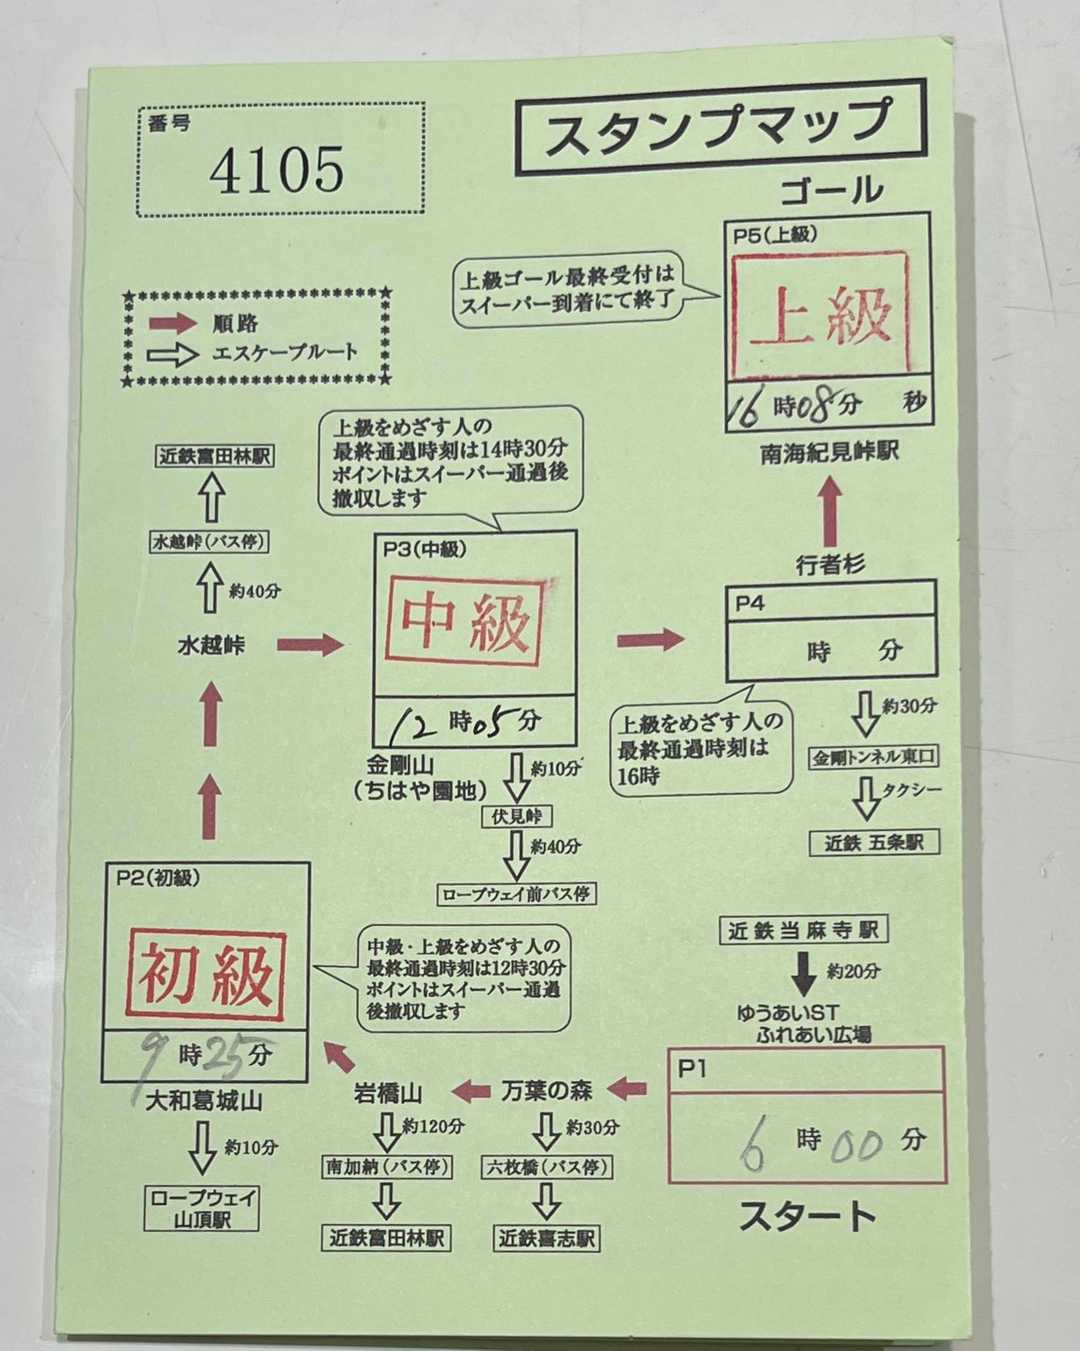 番号
4105
スタンプマップ
ゴール
P5(上級)
上級
16時08分 秒
南海紀見峠駅
上級ゴール最終受付は
スイーパー到着にて終了
順路
エスケープルート
上級をめざす人の
最終通過時刻は14時30分
ポイントはスイーパー通過後
撤収します
近鉄富田林駅
水越峠(バス停)
約40分
水越峠
P3(中級)
中級
12時05分
金剛山
(ちはや園地)
約10分
伏見峠
約40分
ロープウェイ前バス停
行者杉
P4
時 分
上級をめざす人の
最終通過時刻は
16時
約30分
金剛トンネル東口
タクシー
近鉄 五条駅
P2(初級)
初級
9時25分
大和葛城山
約10分
ロープウェイ
山頂駅
中級・上級をめざす人の
最終通過時刻は12時30分
ポイントはスイーパー通過
後撤収します
近鉄当麻寺駅
約20分
ゆうあいST
ふれあい広場
P1
6時00分
スタート
万葉の森
約30分
六枚橋(バス停)
近鉄喜志駅
岩橋山
約120分
南加納(バス停)
近鉄富田林駅